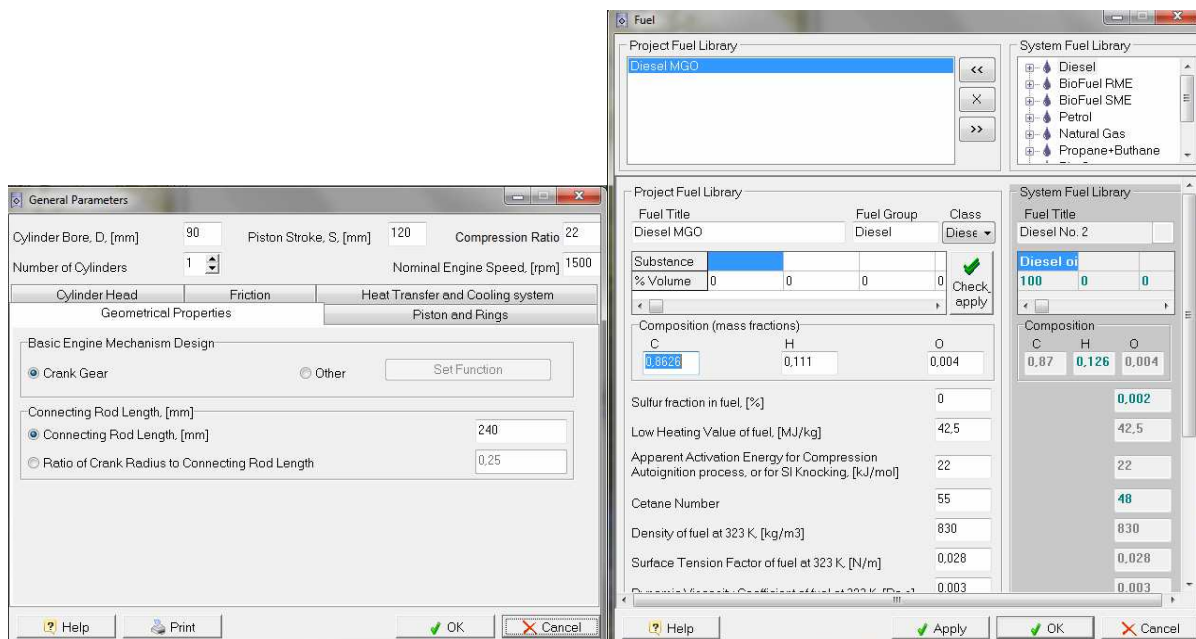 General Parameters
Cylinder Bore, D, [mm] 90 Piston Stroke, S, [mm] 120 Compression Ratio 22
Number of Cylinders 1 Nominal Engine Speed, [rpm] 1500
Cylinder Head Friction Heat Transfer and Cooling system
Geometrical Properties Piston and Rings
Basic Engine Mechanism Design
Crank Gear Other Set Function
Connecting Rod Length, [mm]
Connecting Rod Length, [mm] 240
Ratio of Crank Radius to Connecting Rod Length 0,25
Help Print OK Cancel
Fuel
Project Fuel Library System Fuel Library
Diesel MGO
<<
X
>>
Diesel
BioFuel RME
BioFuel SME
Petrol
Natural Gas
Propane+Buthane
Project Fuel Library System Fuel Library
Fuel Title Fuel Group Class Fuel Title
Diesel MGO Diesel Diese Diesel No. 2
Substance Diesel oi
% Volume 0 0 0 0 Check apply 100 0 0
Composition (mass fractions) Composition
C H O C H O
0,8626 0,111 0,004 0,87 0,126 0,004
Sulfur fraction in fuel, [%] 0 0,002
Low Heating Value of fuel, [MJ/kg] 42,5 42,5
Apparent Activation Energy for Compression
Autoignition process, or for SI Knocking, [kJ/mol] 22 22
Cetane Number 55 48
Density of fuel at 323 K, [kg/m3] 830 830
Surface Tension Factor of fuel at 323 K, [N/m] 0,028 0,028
Dynamic Viscosity Coefficient of fuel at 323 K, [Pa s] 0,003 0,003
Help Apply OK Cancel